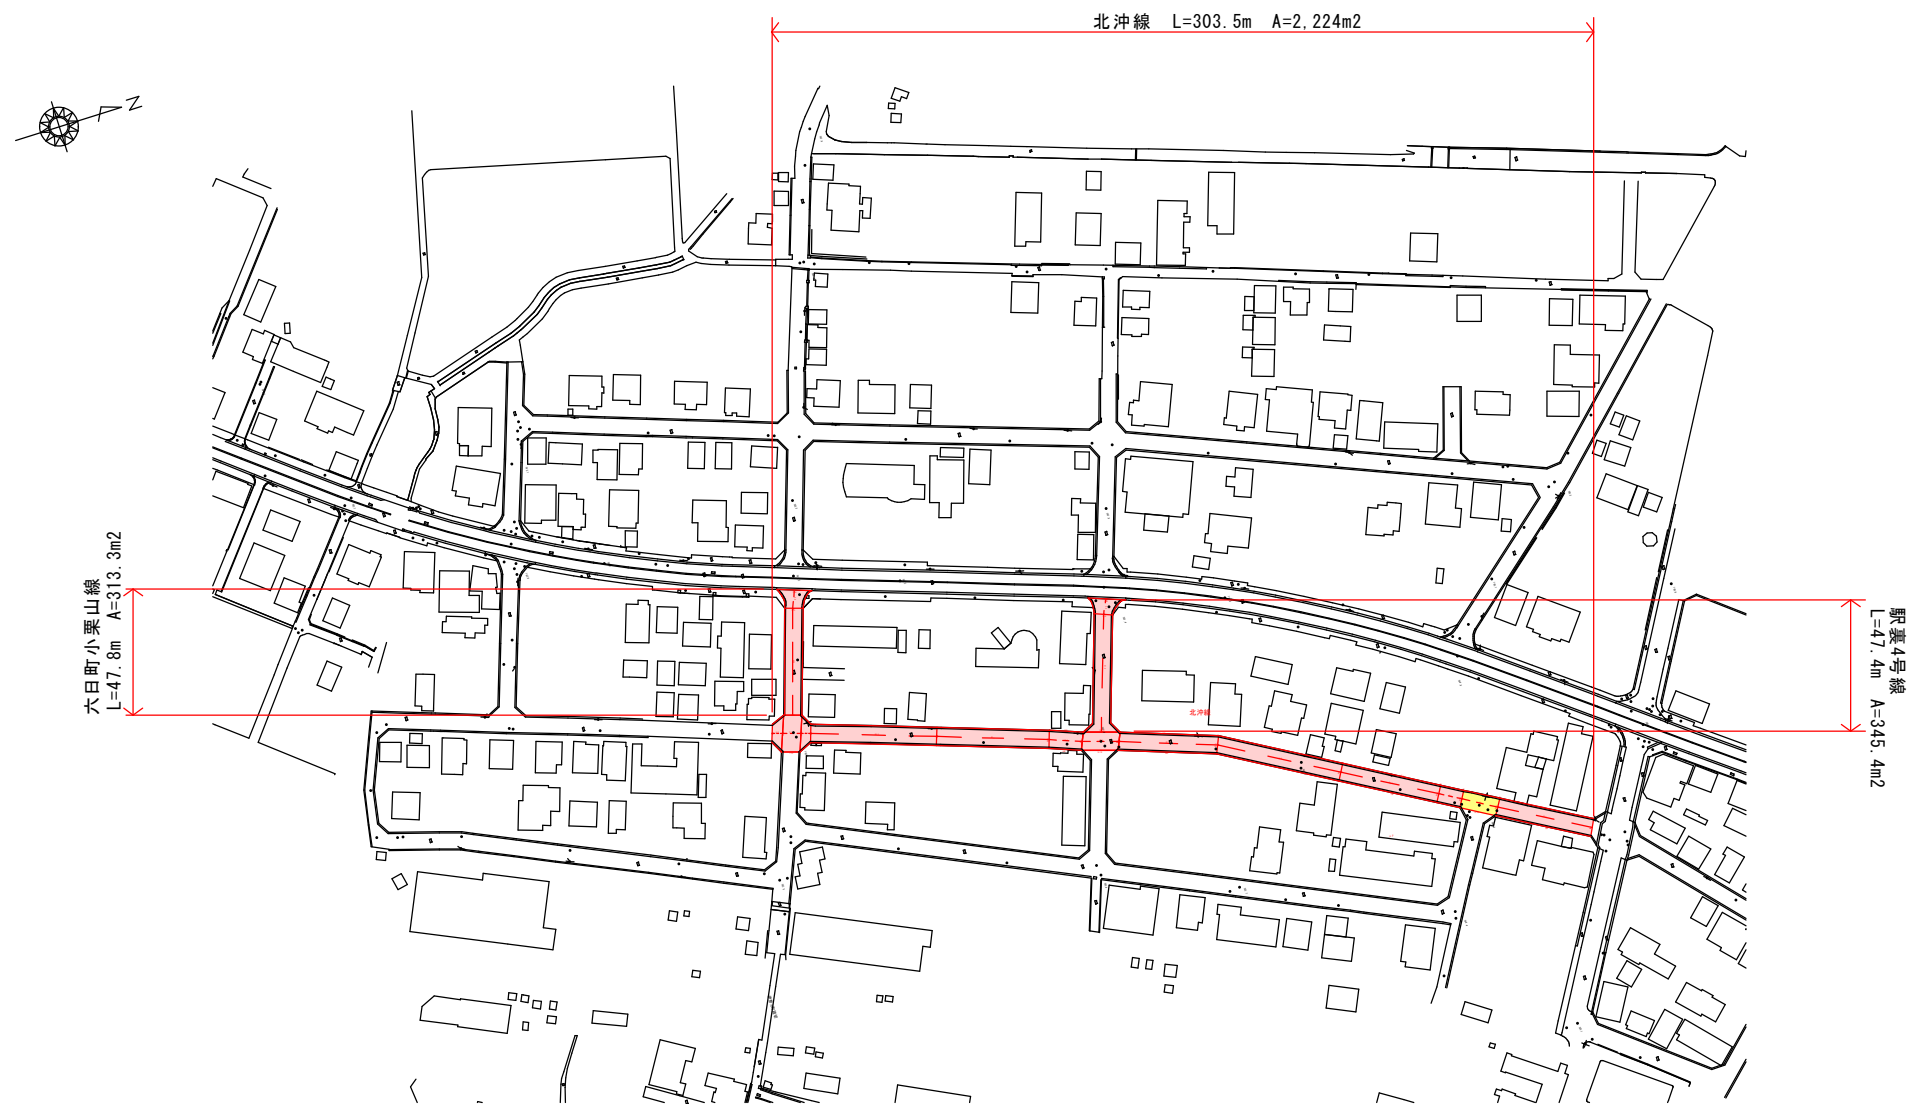 北沖線 L=303.5m A=2,224m2
N
六日町小栗山線
L=47.8m A=313.3m2
駅裏4号線
L=47.4m A=345.4m2
北沖線